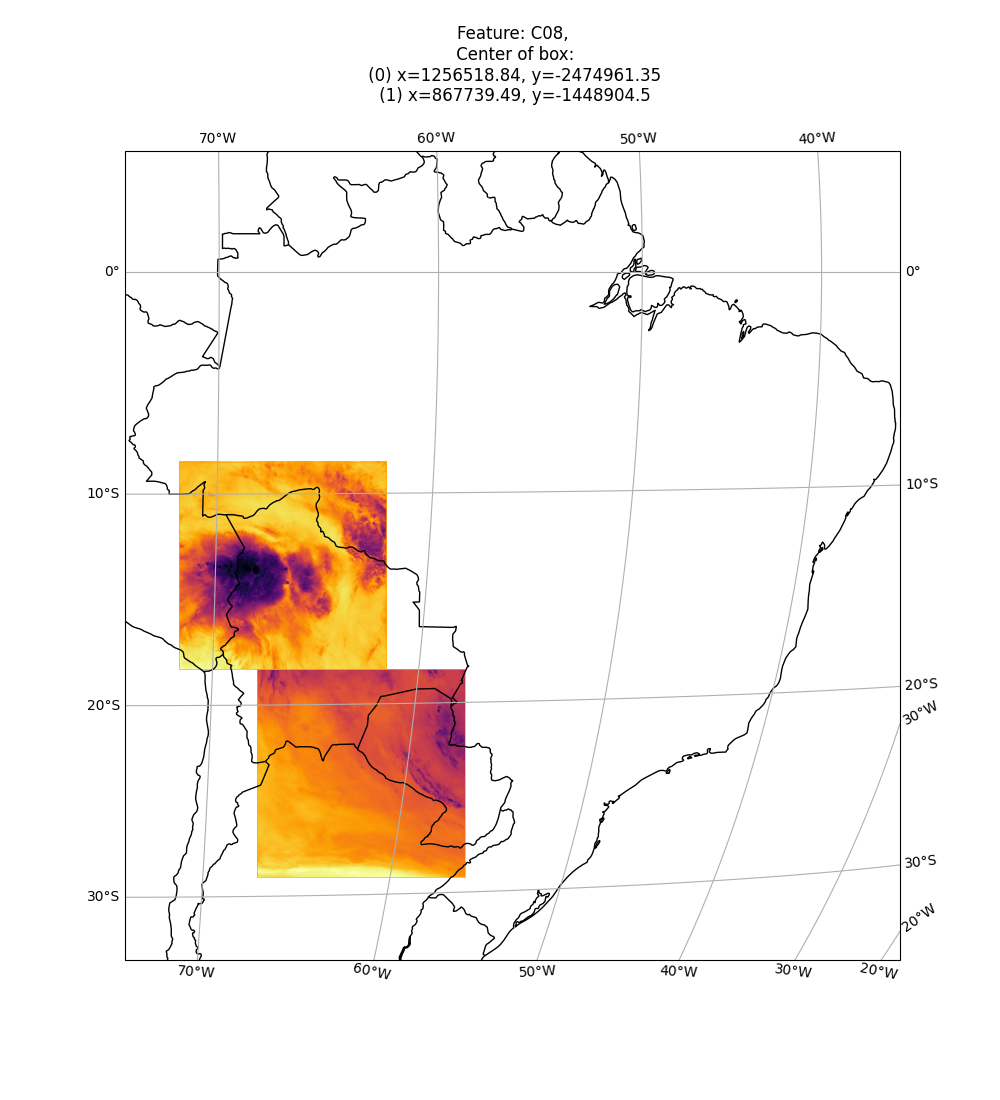 Feature: C08,
Center of box:
(0) x=1256518.84, y=-2474961.35
(1) x=867739.49, y=-1448904.5
70°W 60°W 50°W 40°W
0° 0°
10°S 10°S
20°S 20°S
30°W
30°S 30°S
20°W
70°W 60°W 50°W 40°W 30°W 20°W